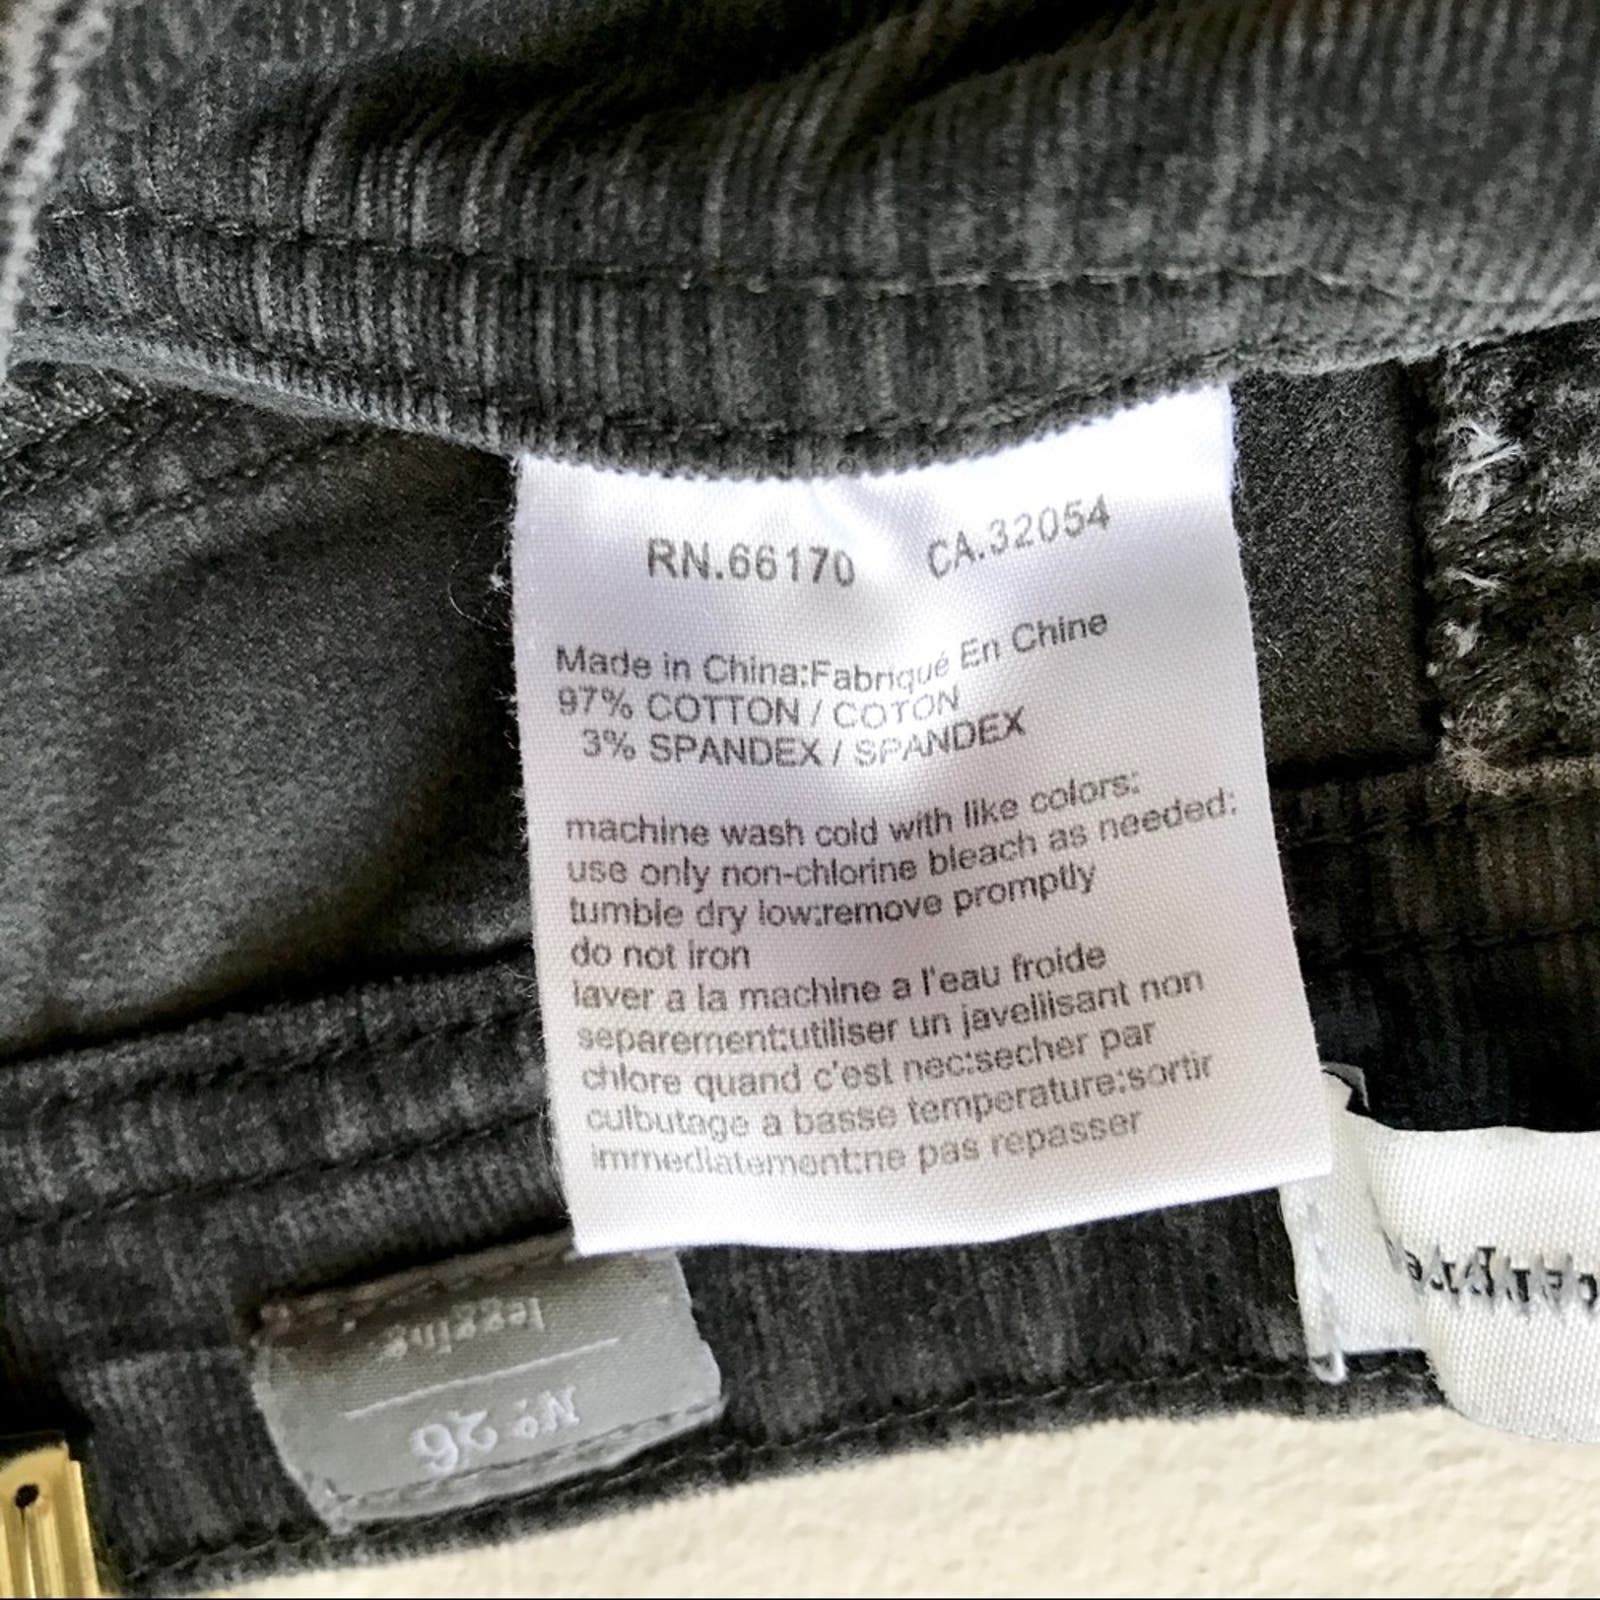 RN.66170 CA.32054
Made in China:Fabriqué En Chine
97% COTTON / COTON
3% SPANDEX / SPANDEX
machine wash cold with like colors:
use only non-chlorine bleach as needed:
tumble dry low:remove promptly
do not iron
laver a la machine a l'eau froide
separement:utiliser un javellisant non
chlore quand c'est nec:secher par
culbutage a basse temperature:sortir
immediatement:ne pas repasser
Nº 26
legging